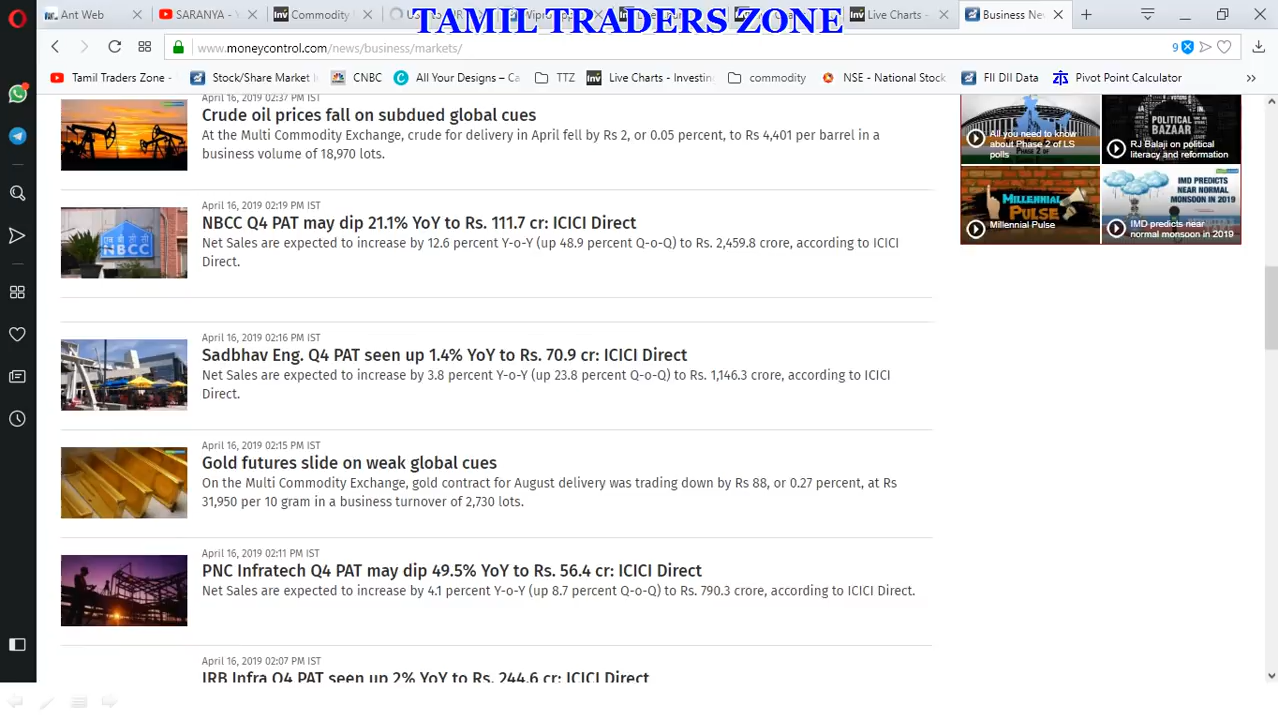 TAMIL TRADERS ZONE
Ant Web
SARANYA -
Commodity
Live Charts -
Business Ne
www.moneycontrol.com/news/business/markets/
9
Tamil Traders Zone -
Stock/Share Market
CNBC
All Your Designs – Ca
TTZ
Live Charts - Investin
commodity
NSE - National Stock
FII DII Data
Pivot Point Calculator
April 16, 2019 02:37 PM IST
Crude oil prices fall on subdued global cues
At the Multi Commodity Exchange, crude for delivery in April fell by Rs 2, or 0.05 percent, to Rs 4,401 per barrel in a
business volume of 18,970 lots.
April 16, 2019 02:19 PM IST
NBCC Q4 PAT may dip 21.1% YoY to Rs. 111.7 cr: ICICI Direct
Net Sales are expected to increase by 12.6 percent Y-o-Y (up 48.9 percent Q-o-Q) to Rs. 2,459.8 crore, according to ICICI
Direct.
NBCC
April 16, 2019 02:16 PM IST
Sadbhav Eng. Q4 PAT seen up 1.4% YoY to Rs. 70.9 cr: ICICI Direct
Net Sales are expected to increase by 3.8 percent Y-o-Y (up 23.8 percent Q-o-Q) to Rs. 1,146.3 crore, according to ICICI
Direct.
April 16, 2019 02:15 PM IST
Gold futures slide on weak global cues
On the Multi Commodity Exchange, gold contract for August delivery was trading down by Rs 88, or 0.27 percent, at Rs
31,950 per 10 gram in a business turnover of 2,730 lots.
April 16, 2019 02:11 PM IST
PNC Infratech Q4 PAT may dip 49.5% YoY to Rs. 56.4 cr: ICICI Direct
Net Sales are expected to increase by 4.1 percent Y-o-Y (up 8.7 percent Q-o-Q) to Rs. 790.3 crore, according to ICICI Direct.
April 16, 2019 02:07 PM IST
IRB Infra Q4 PAT seen up 2% YoY to Rs. 244.6 cr: ICICI Direct
All you need to know
about Phase 2 of LS
polls
POLITICAL
BAZAAR
RJ Balaji on political
literacy and reformation
MILLENNIAL
PULSE
Millennial Pulse
IMD PREDICTS
NEAR NORMAL
MONSOON IN 2019
IMD predicts near
normal monsoon in 2019